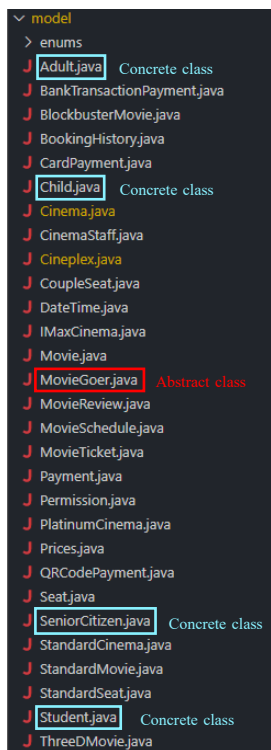 model
enums
J Adult.java Concrete class
J BankTransactionPayment.java
J BlockbusterMovie.java
J BookingHistory.java
J CardPayment.java
J Child.java Concrete class
J Cinema.java
J CinemaStaff.java
J Cineplex.java
J CoupleSeat.java
J DateTime.java
J IMaxCinema.java
J Movie.java
J MovieGoer.java Abstract class
J MovieReview.java
J MovieSchedule.java
J MovieTicket.java
J Payment.java
J Permission.java
J PlatinumCinema.java
J Prices.java
J QRCodePayment.java
J Seat.java
J SeniorCitizen.java Concrete class
J StandardCinema.java
J StandardMovie.java
J StandardSeat.java
J Student.java Concrete class
J ThreeDMovie.java